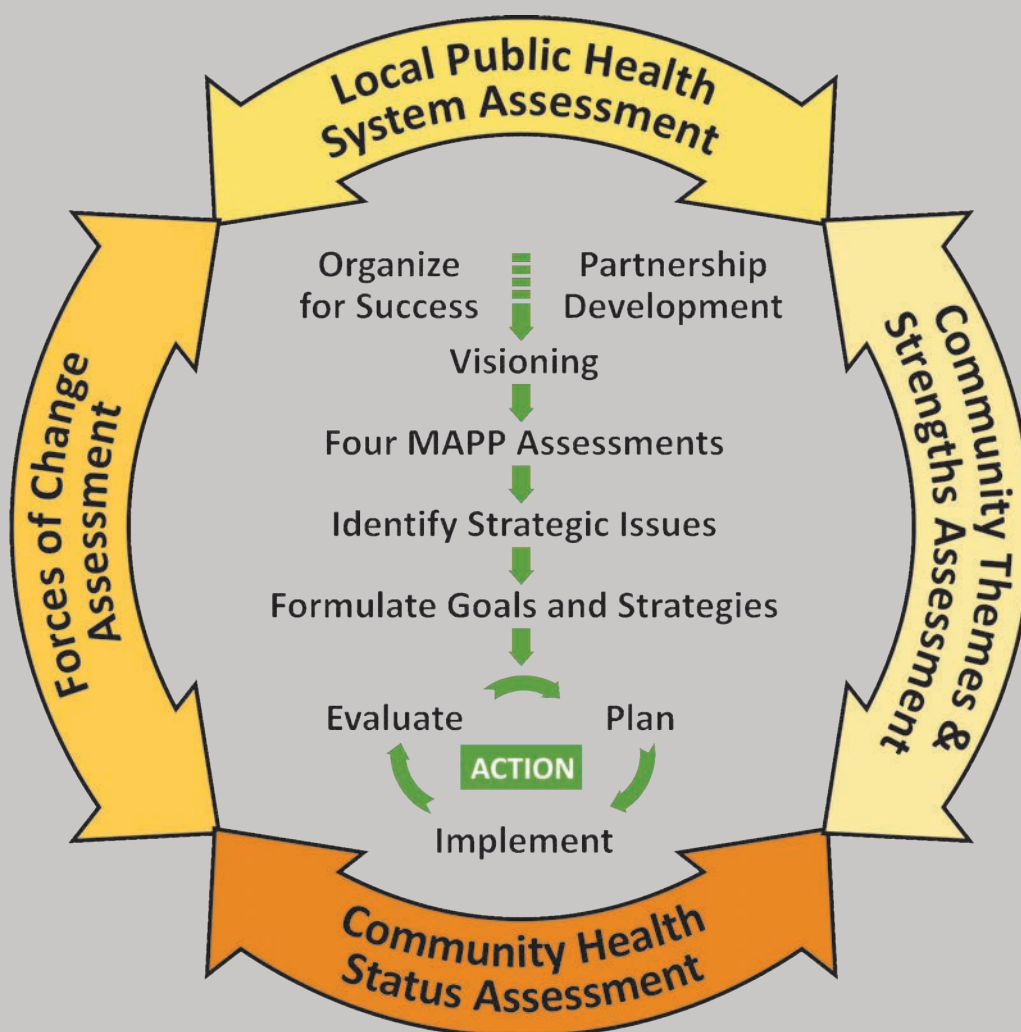 Local Public Health
System Assessment
Organize
for Success
Partnership
Development
Visioning
Four MAPP Assessments
Identify Strategic Issues
Formulate Goals and Strategies
Evaluate
Plan
ACTION
Implement
Forces of Change
Assessment
Community Themes &
Strengths Assessment
Community Health
Status Assessment